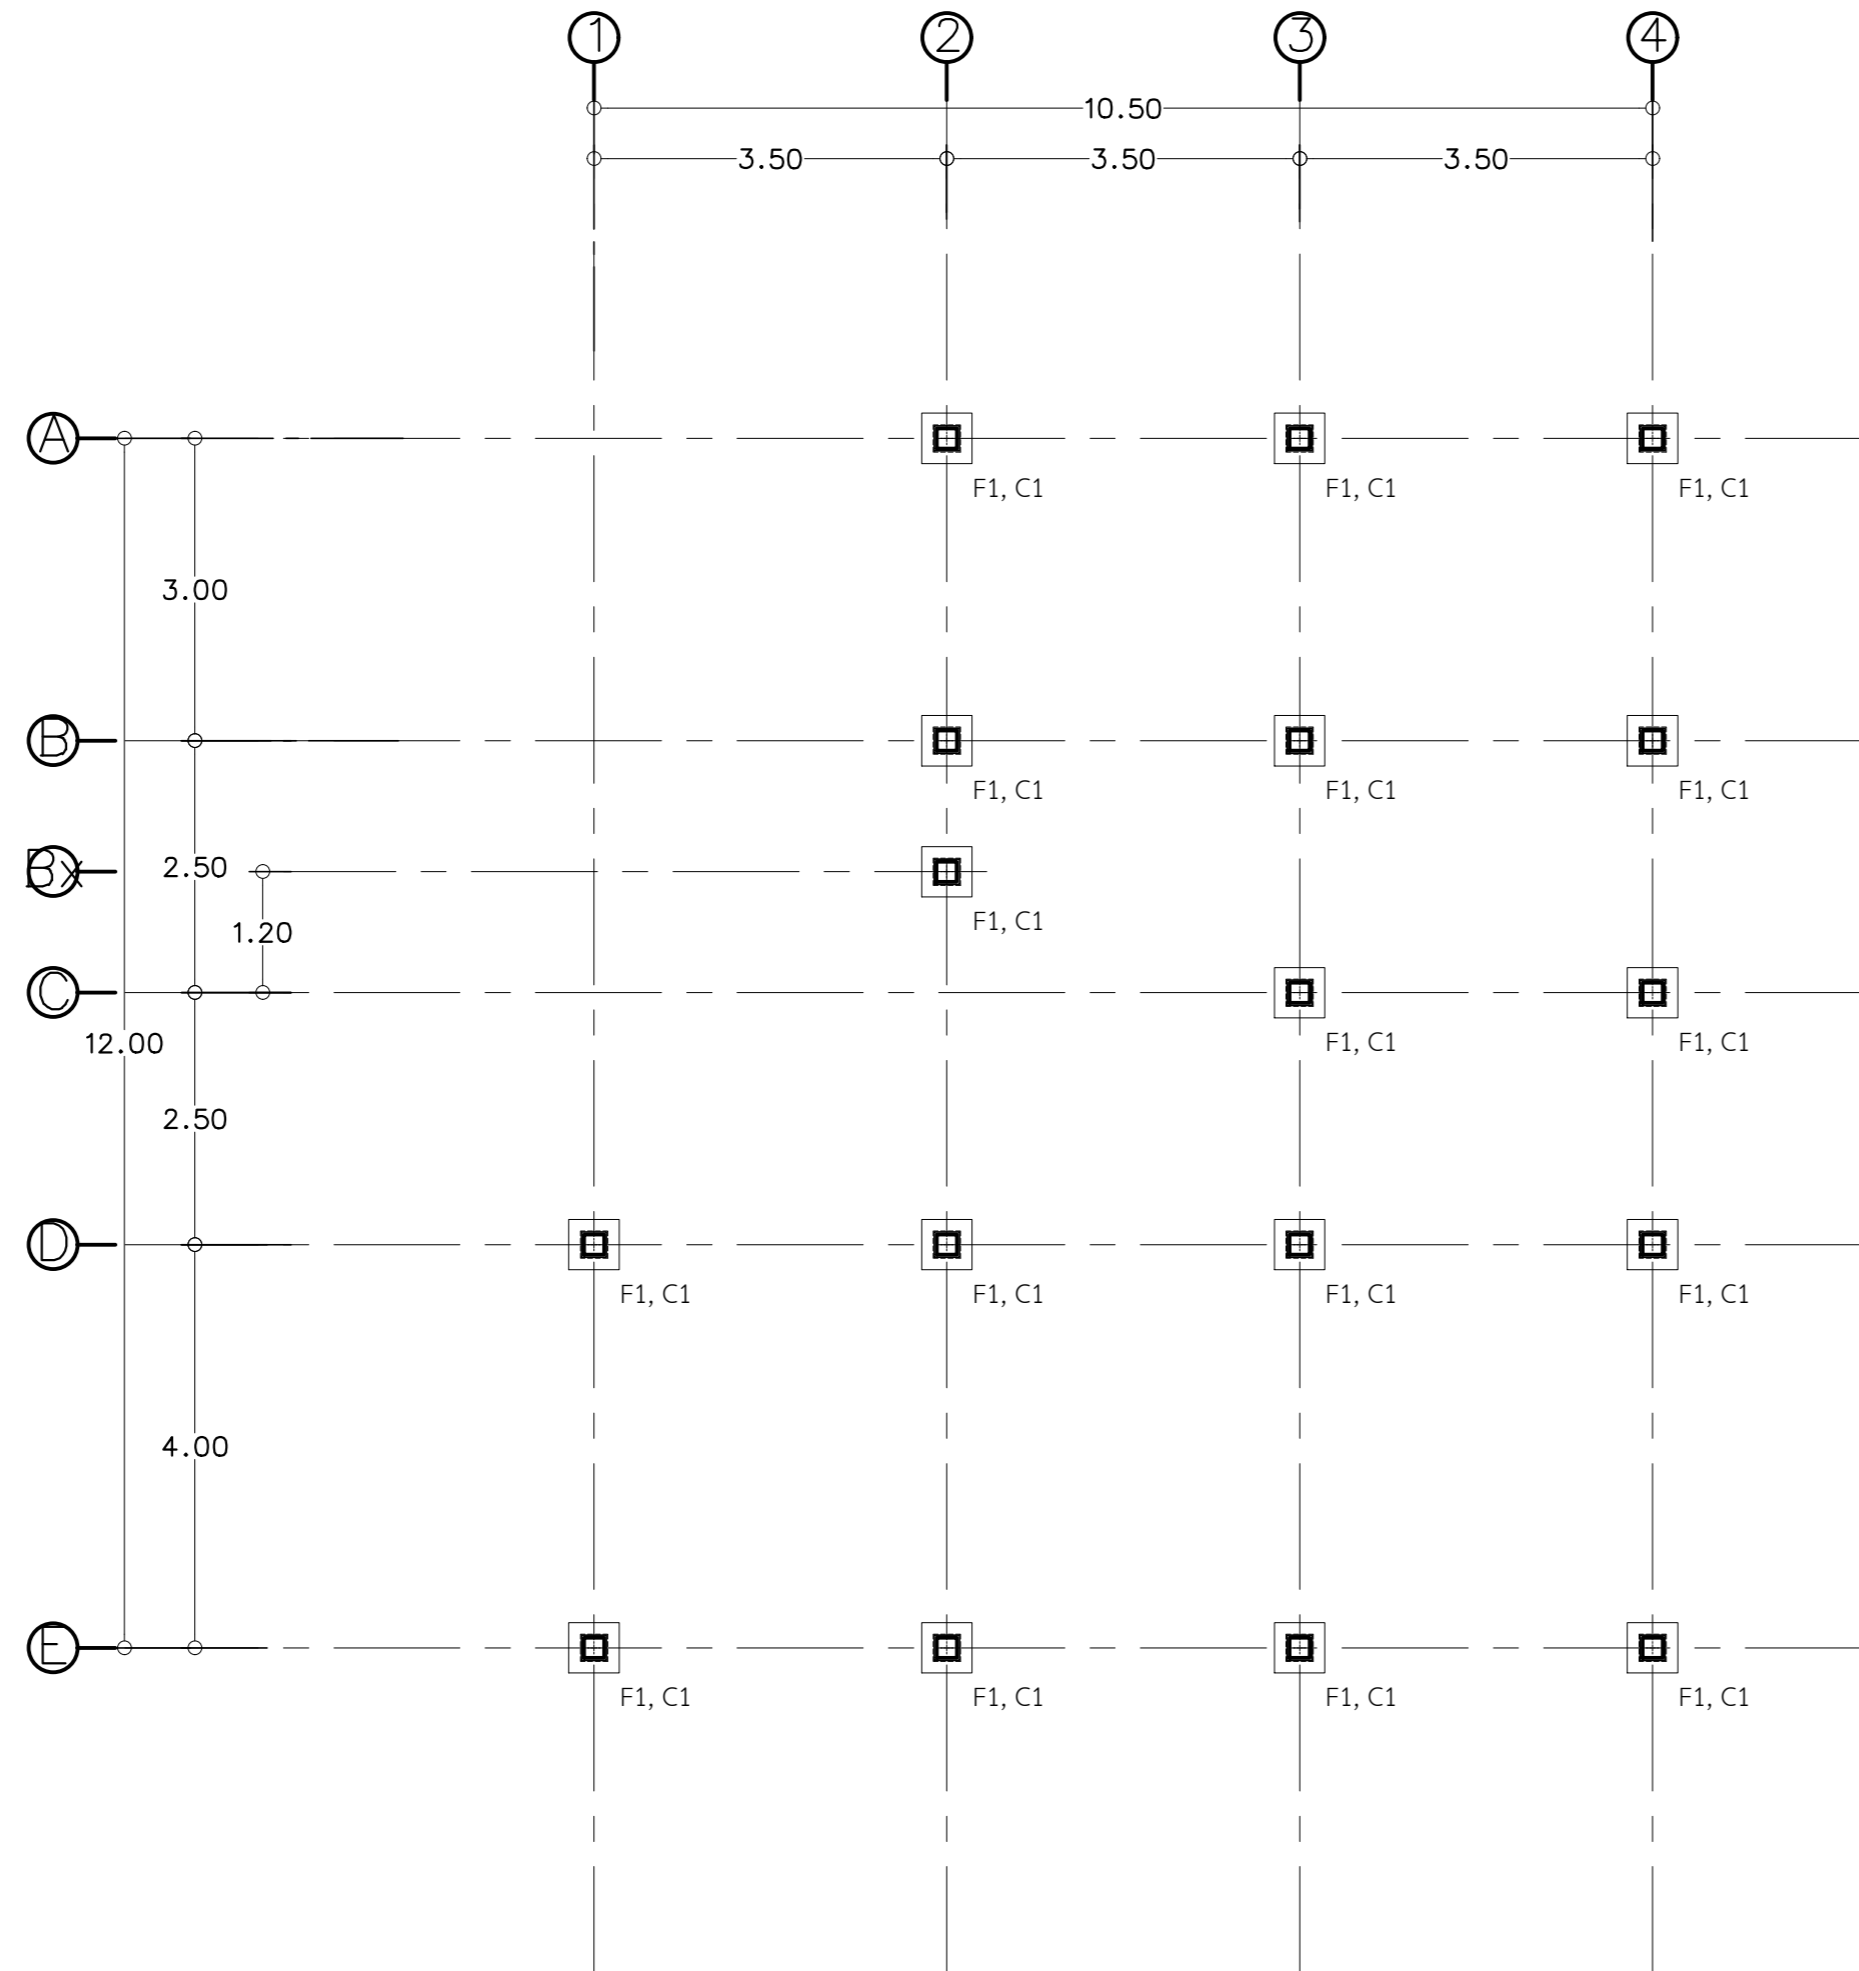 1 2 3 4
10.50
3.50 3.50 3.50
A
F1, C1 F1, C1 F1, C1
3.00
B
F1, C1 F1, C1 F1, C1
Bx 2.50
F1, C1
1.20
C
12.00 F1, C1 F1, C1
2.50
D
F1, C1 F1, C1 F1, C1 F1, C1
4.00
E
F1, C1 F1, C1 F1, C1 F1, C1